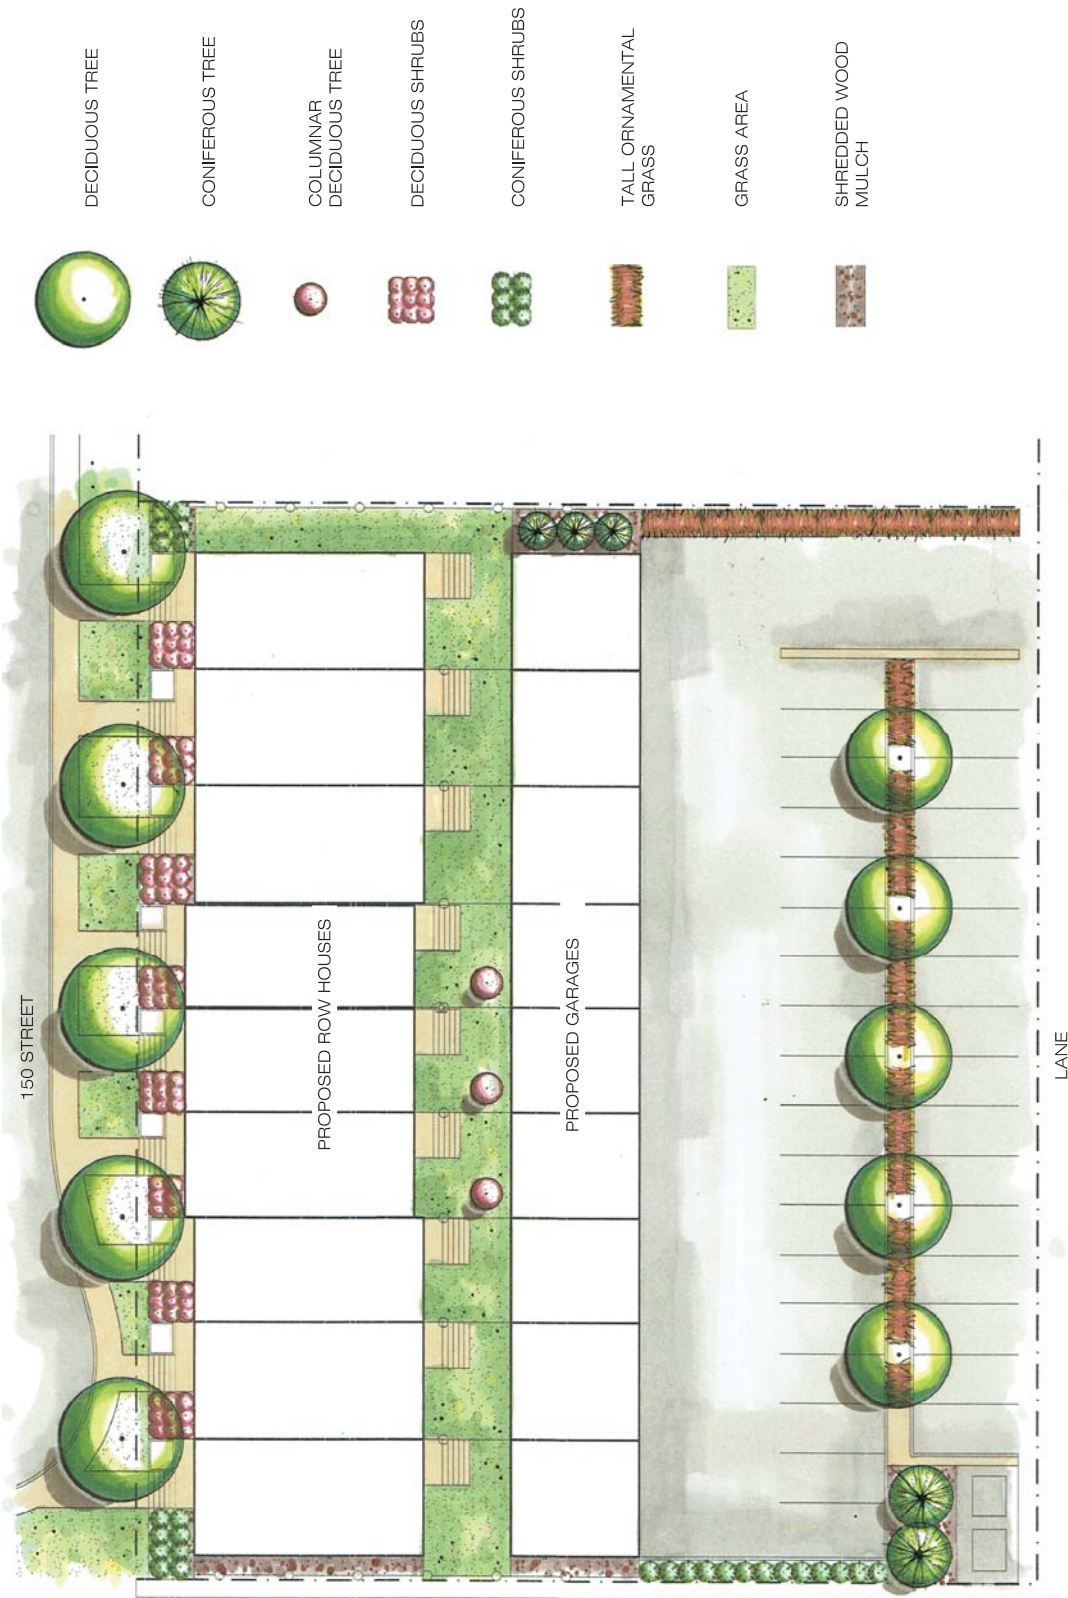 DECIDUOUS TREE
CONIFEROUS TREE
COLUMNAR
DECIDUOUS TREE
DECIDUOUS SHRUBS
CONIFEROUS SHRUBS
TALL ORNAMENTAL
GRASS
GRASS AREA
SHREDDED WOOD
MULCH
150 STREET
PROPOSED ROW HOUSES
PROPOSED GARAGES
LANE